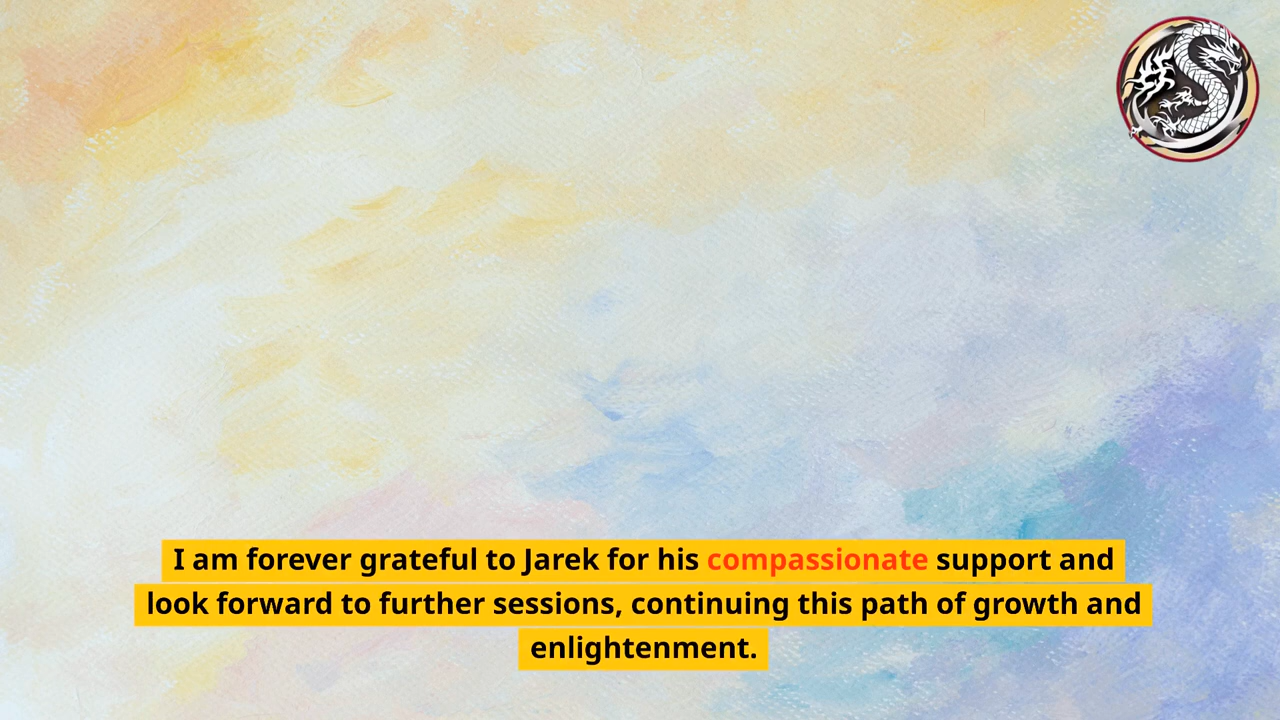 I am forever grateful to Jarek for his compassionate support and
look forward to further sessions, continuing this path of growth and
enlightenment.